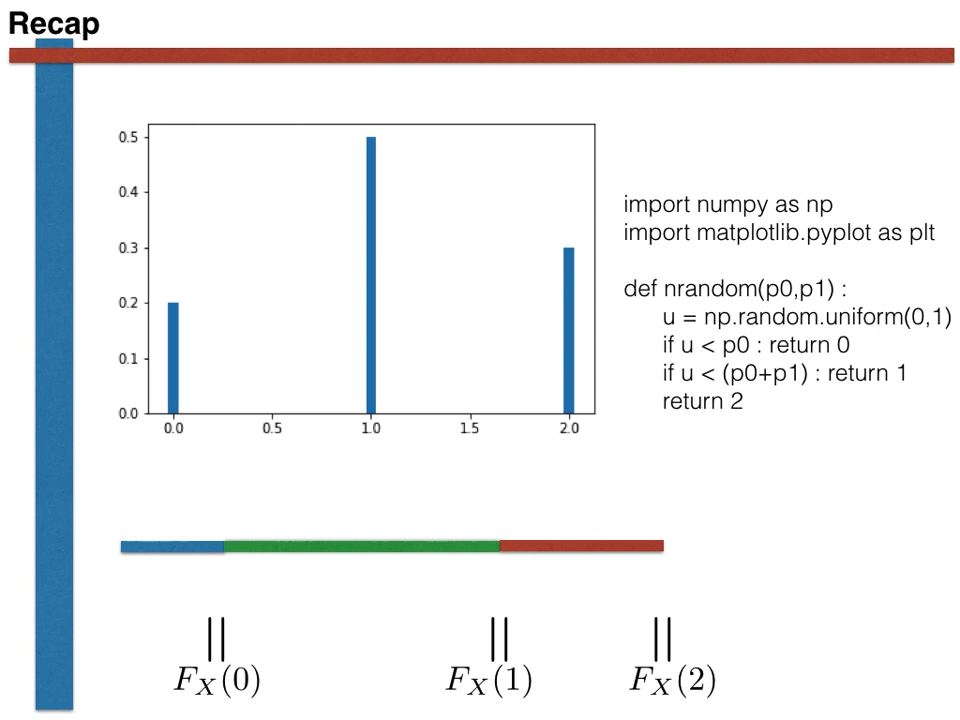 Recap
0.5
0.4
0.3
0.2
0.1
0.0
0.0 0.5 1.0 1.5 2.0
import numpy as np
import matplotlib.pyplot as plt
def nrandom(p0,p1) :
u = np.random.uniform(0,1)
if u < p0 : return 0
if u < (p0+p1) : return 1
return 2
|| || ||
F_X(0) F_X(1) F_X(2)